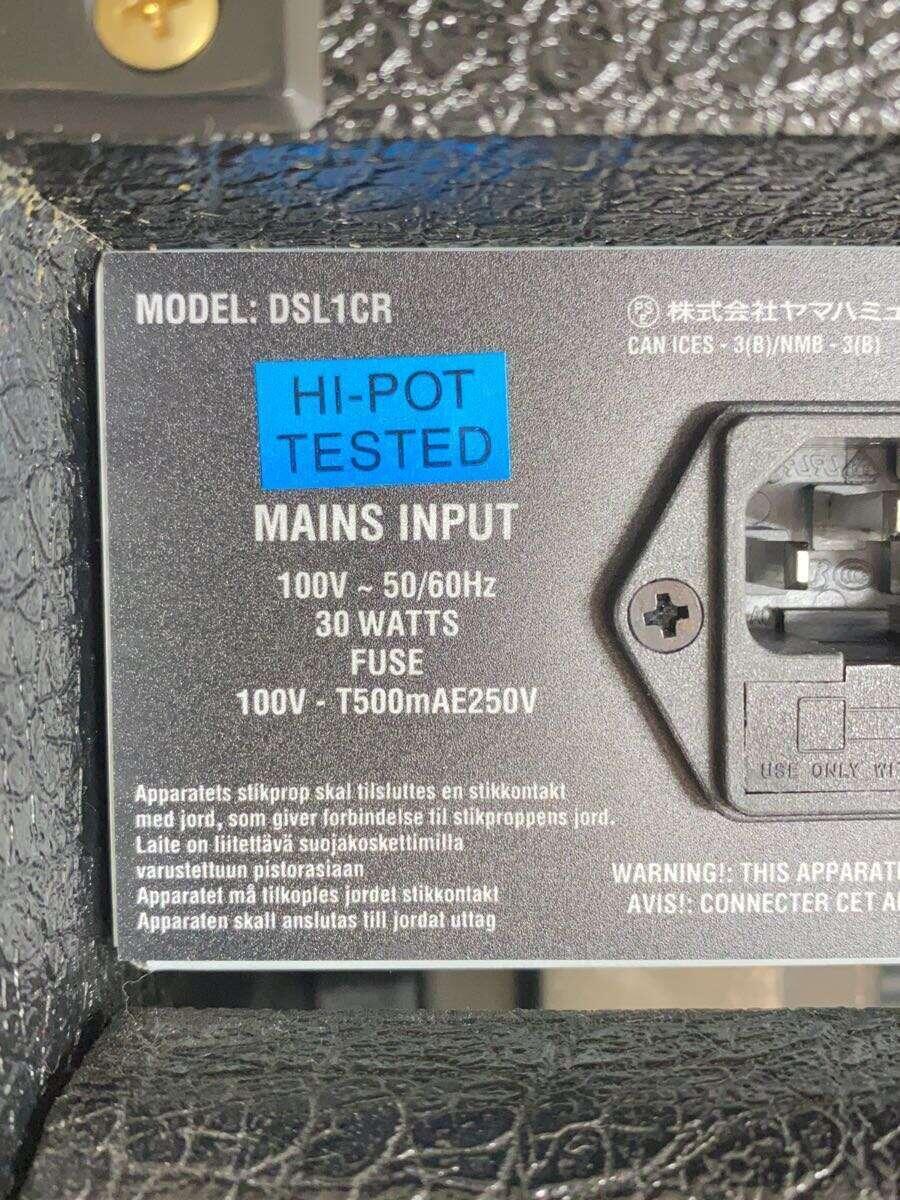 MODEL: DSL1CR
PS E 株式会社ヤマハミュ
CAN ICES - 3(B)/NMB - 3(B)
HI-POT
TESTED
MAINS INPUT
100V ~ 50/60Hz
30 WATTS
FUSE
100V - T500mAE250V
USE ONLY WI
Apparatets stikprop skal tilsluttes en stikkontakt
med jord, som giver forbindelse til stikproppens jord.
Laite on liitettävä suojakoskettimilla
varustettuun pistorasiaan
Apparatet må tilkoples jordet stikkontakt
Apparaten skall anslutas till jordat uttag
WARNING!: THIS APPARAT
AVIS!: CONNECTER CET A